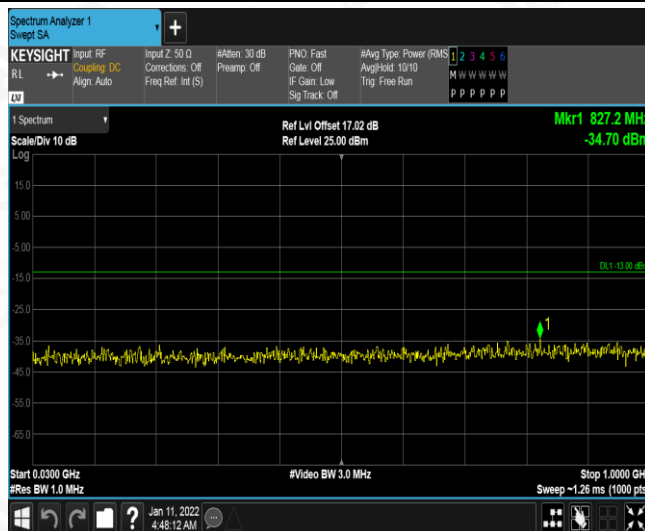 Spectrum Analyzer 1
Swept SA
+
KEYSIGHT
RL
LXI
Input: RF
Coupling: DC
Align: Auto
Input Z: 50 Ω
Corrections: Off
Freq Ref: Int (S)
#Atten: 30 dB
Preamp: Off
PNO: Fast
Gate: Off
IF Gain: Low
Sig Track: Off
#Avg Type: Power (RMS
Avg|Hold: 10/10
Trig: Free Run
1 2 3 4 5 6
M W W W W W
P P P P P P
1 Spectrum
Scale/Div 10 dB
Log
Ref Lvl Offset 17.02 dB
Ref Level 25.00 dBm
Mkr1 827.2 MH
-34.70 dBm
15.0
5.00
-5.00
-15.0
-25.0
-35.0
-45.0
-55.0
-65.0
DL1 -13.00 dBm
1
Start 0.0300 GHz
#Res BW 1.0 MHz
#Video BW 3.0 MHz
Stop 1.0000 GH
Sweep ~1.26 ms (1000 pts
?
Jan 11, 2022
4:48:12 AM